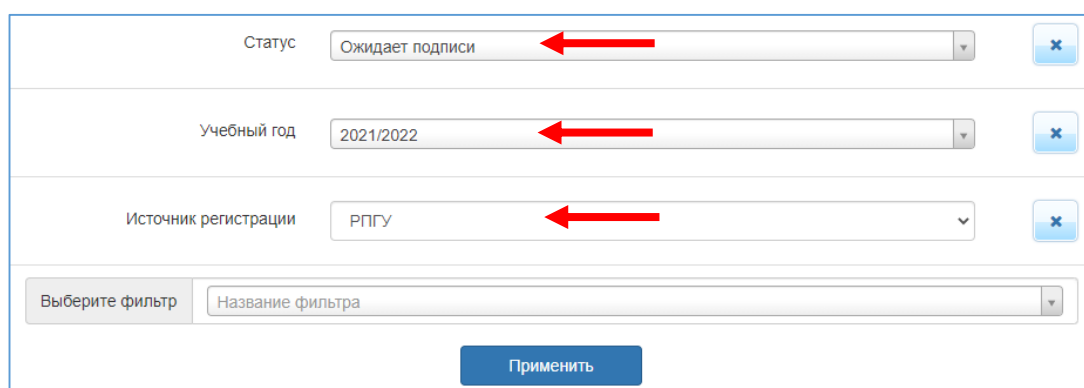 Статус Ожидает подписи
Учебный год 2021/2022
Источник регистрации РПГУ
Выберите фильтр Название фильтра
Применить